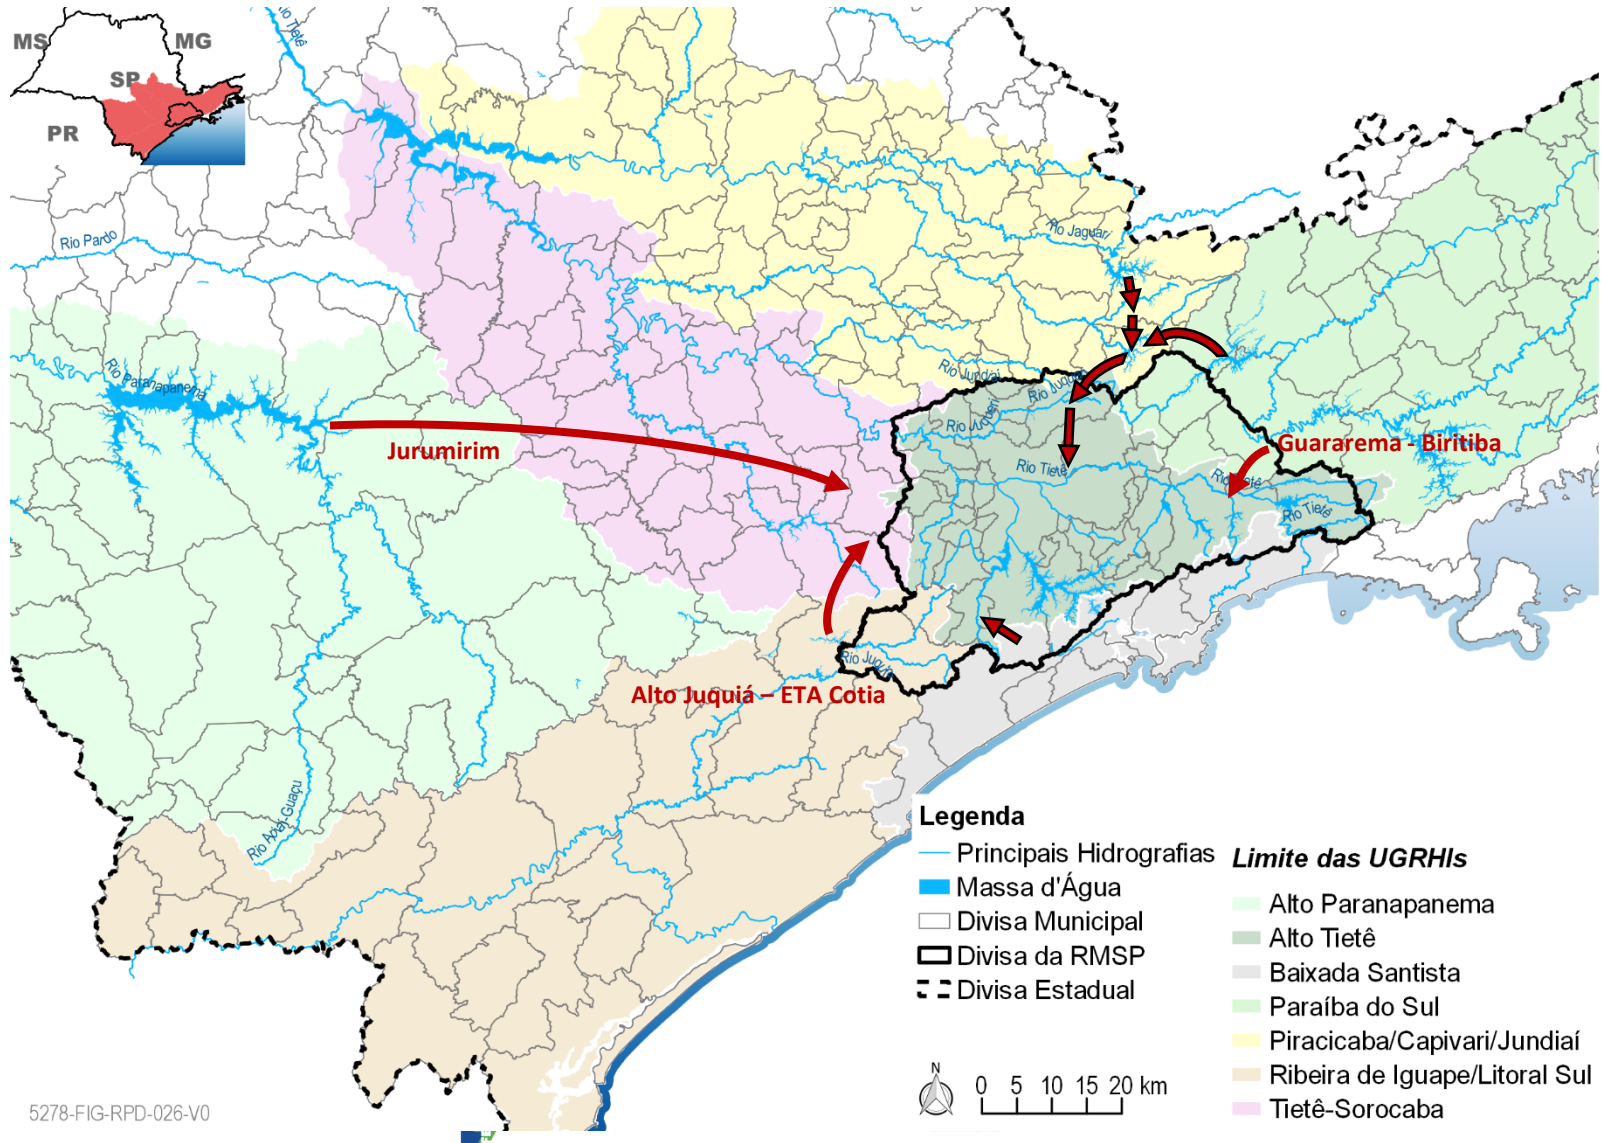 Rio Tietê
MS
MG
SP
PR
Rio Pardo
Rio Jaguari
Rio Paranapanema
Rio Jundiaí
Rio Juqueri
Rio Tietê
Rio Tietê
Rio Tietê
Jurumirim
Guararema - Biritiba
Alto Juquiá – ETA Cotia
Rio Apiaí-Guaçu
Legenda
Principais Hidrografias
Massa d'Água
Divisa Municipal
Divisa da RMSP
Divisa Estadual
Limite das UGRHIs
Alto Paranapanema
Alto Tietê
Baixada Santista
Paraíba do Sul
Piracicaba/Capivari/Jundiaí
Ribeira de Iguape/Litoral Sul
Tietê-Sorocaba
N
0 5 10 15 20 km
5278-FIG-RPD-026-V0